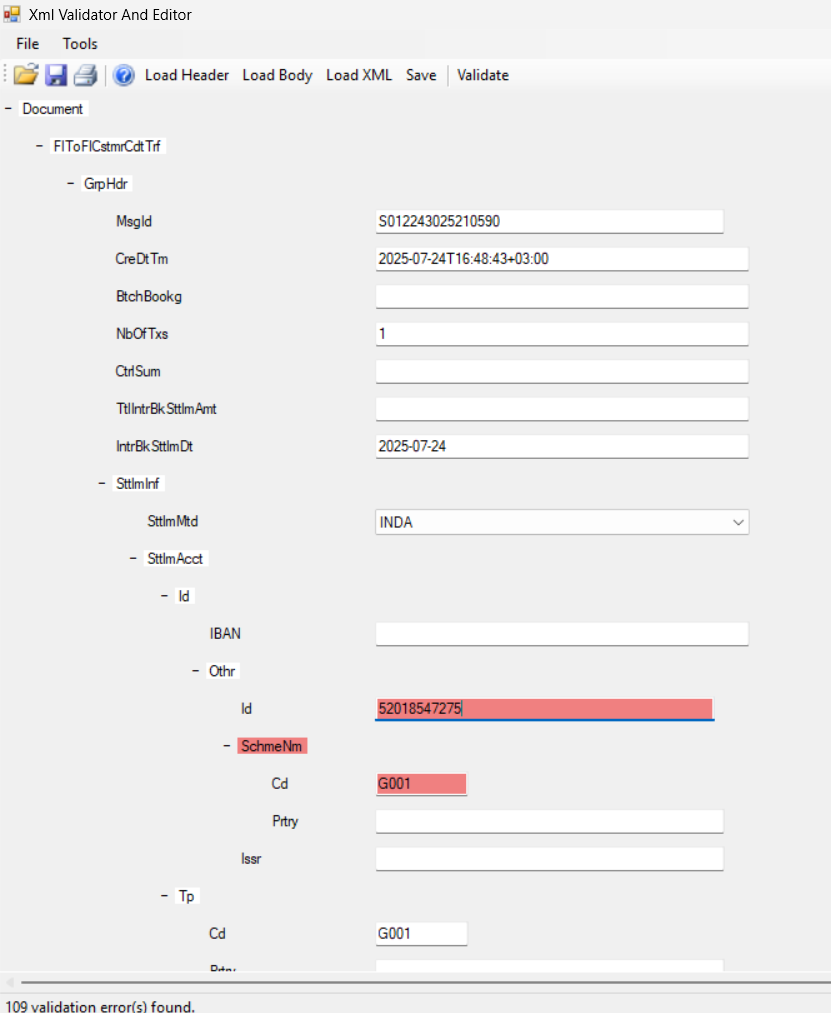 Xml Validator And Editor
File Tools
Load Header Load Body Load XML Save Validate
Document
FIToFICstmrCdtTrf
GrpHdr
MsgId S012243025210590
CreDtTm 2025-07-24T16:48:43+03:00
BtchBookg
NbOfTxs 1
CtrlSum
TtlIntrBkSttlmAmt
IntrBkSttlmDt 2025-07-24
SttlmInf
SttlmMtd INDA
SttlmAcct
Id
IBAN
Othr
Id 52018547275
SchmeNm
Cd G001
Prtry
Issr
Tp
Cd G001
Prtry
109 validation error(s) found.